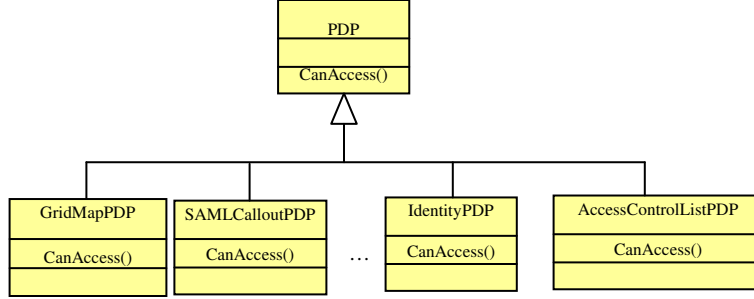 PDP
CanAccess()
GridMapPDP
SAMLCalloutPDP
IdentityPDP
AccessControlListPDP
CanAccess()
CanAccess()
…
CanAccess()
CanAccess()